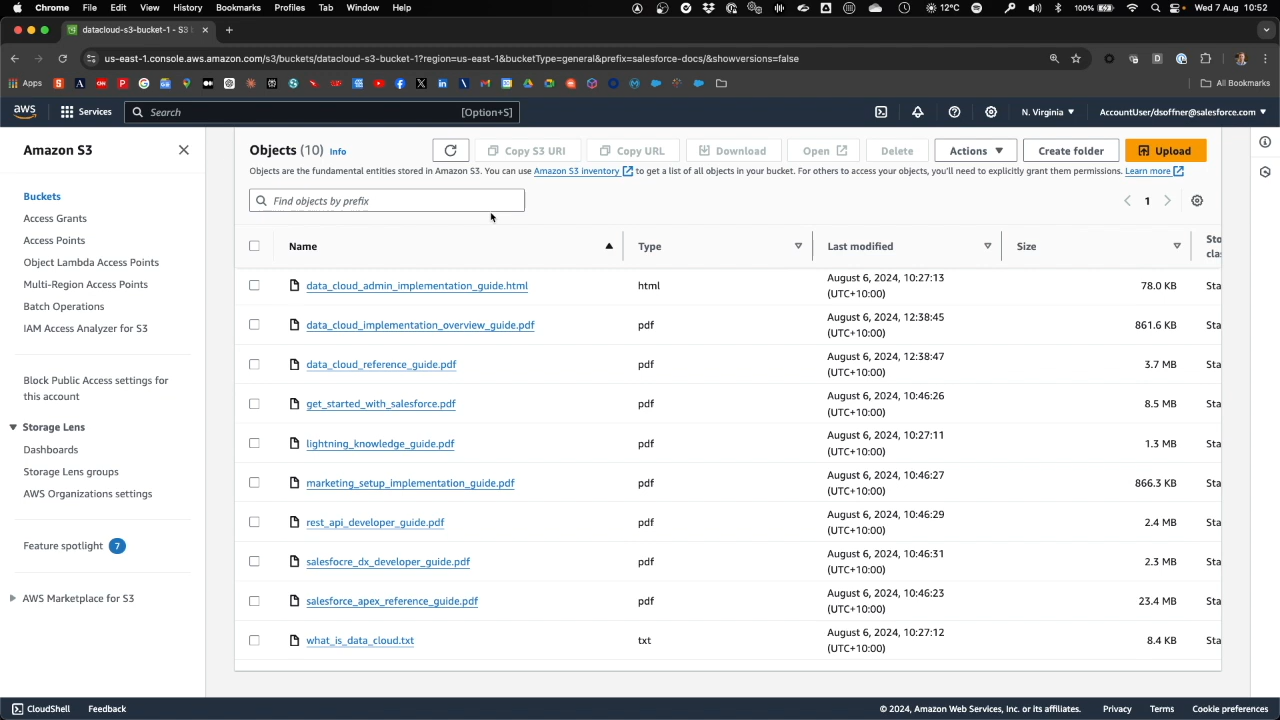 Chrome File Edit View History Bookmarks Profiles Tab Window Help 12°C 100% Wed 7 Aug 10:52
datacloud-s3-bucket-1 - S3
us-east-1.console.aws.amazon.com/s3/buckets/datacloud-s3-bucket-1?region=us-east-1&bucketType=general&prefix=salesforce-docs/&showversions=false
Apps All Bookmarks
aws Services Search [Option+S] N. Virginia AccountUser/dsoffner@salesforce.com
Amazon S3
Buckets
Access Grants
Access Points
Object Lambda Access Points
Multi-Region Access Points
Batch Operations
IAM Access Analyzer for S3
Block Public Access settings for
this account
Storage Lens
Dashboards
Storage Lens groups
AWS Organizations settings
Feature spotlight 7
AWS Marketplace for S3
Objects (10) Info Copy S3 URI Copy URL Download Open Delete Actions Create folder Upload
Objects are the fundamental entities stored in Amazon S3. You can use Amazon S3 inventory to get a list of all objects in your bucket. For others to access your objects, you'll need to explicitly grant them permissions. Learn more
Find objects by prefix 1
Name Type Last modified Size Sto
clas
data_cloud_admin_implementation_guide.html html August 6, 2024, 10:27:13 78.0 KB Sta
(UTC+10:00)
data_cloud_implementation_overview_guide.pdf pdf August 6, 2024, 12:38:45 861.6 KB Sta
(UTC+10:00)
data_cloud_reference_guide.pdf pdf August 6, 2024, 12:38:47 3.7 MB Sta
(UTC+10:00)
get_started_with_salesforce.pdf pdf August 6, 2024, 10:46:26 8.5 MB Sta
(UTC+10:00)
lightning_knowledge_guide.pdf pdf August 6, 2024, 10:27:11 1.3 MB Sta
(UTC+10:00)
marketing_setup_implementation_guide.pdf pdf August 6, 2024, 10:46:27 866.3 KB Sta
(UTC+10:00)
rest_api_developer_guide.pdf pdf August 6, 2024, 10:46:29 2.4 MB Sta
(UTC+10:00)
salesfocre_dx_developer_guide.pdf pdf August 6, 2024, 10:46:31 2.3 MB Sta
(UTC+10:00)
salesforce_apex_reference_guide.pdf pdf August 6, 2024, 10:46:23 23.4 MB Sta
(UTC+10:00)
what_is_data_cloud.txt txt August 6, 2024, 10:27:12 8.4 KB Sta
(UTC+10:00)
CloudShell Feedback © 2024, Amazon Web Services, Inc. or its affiliates. Privacy Terms Cookie preferences